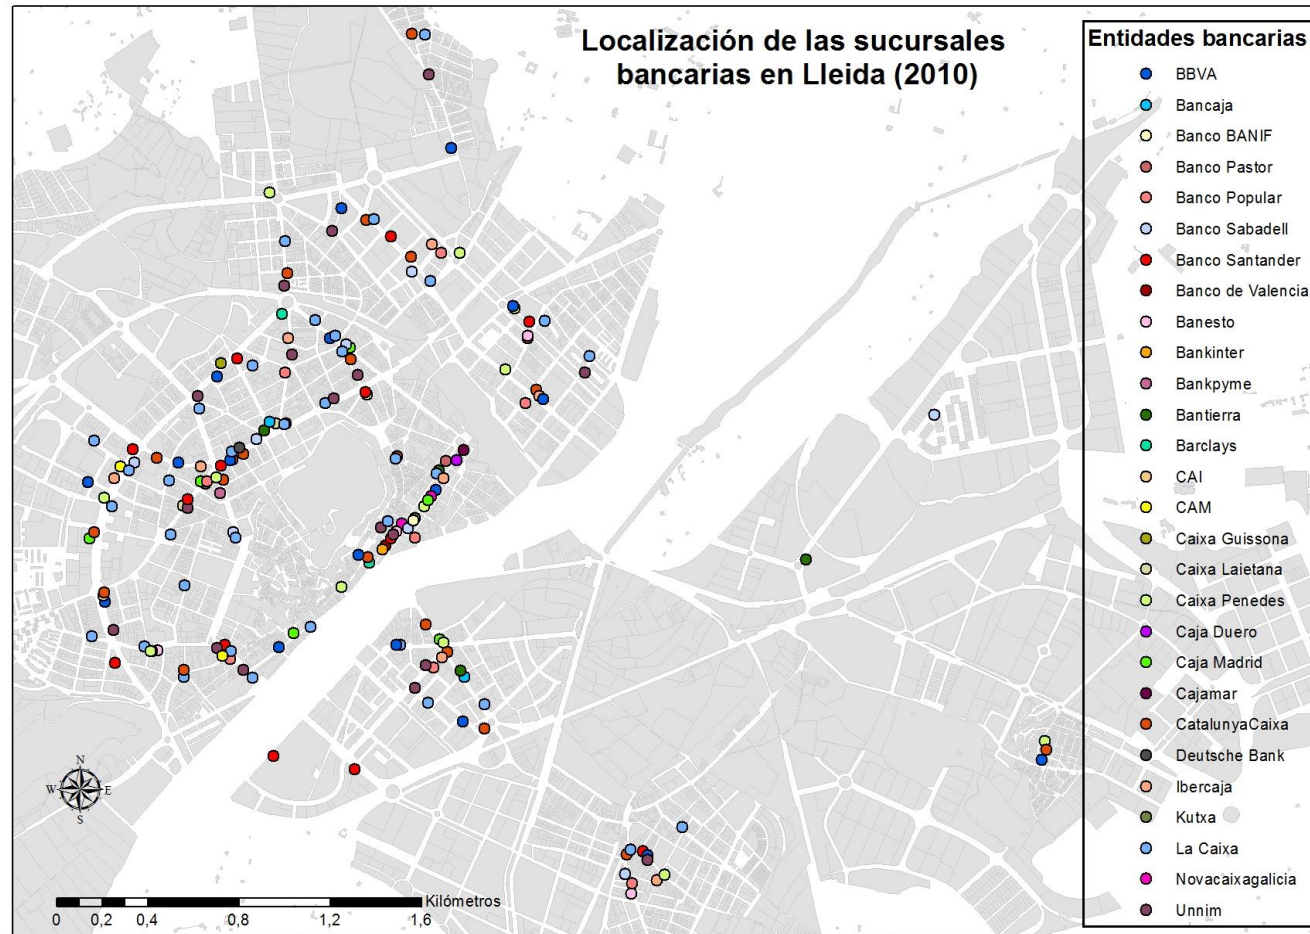 Localización de las sucursales
bancarias en Lleida (2010)
Entidades bancarias
BBVA
Bancaja
Banco BANIF
Banco Pastor
Banco Popular
Banco Sabadell
Banco Santander
Banco de Valencia
Banesto
Bankinter
Bankpyme
Bantierra
Barclays
CAI
CAM
Caixa Guissona
Caixa Laietana
Caixa Penedes
Caja Duero
Caja Madrid
Cajamar
CatalunyaCaixa
Deutsche Bank
Ibercaja
Kutxa
La Caixa
Novacaixagalicia
Unnim
N
W E
S
Kilómetros
0 0,2 0,4 0,8 1,2 1,6